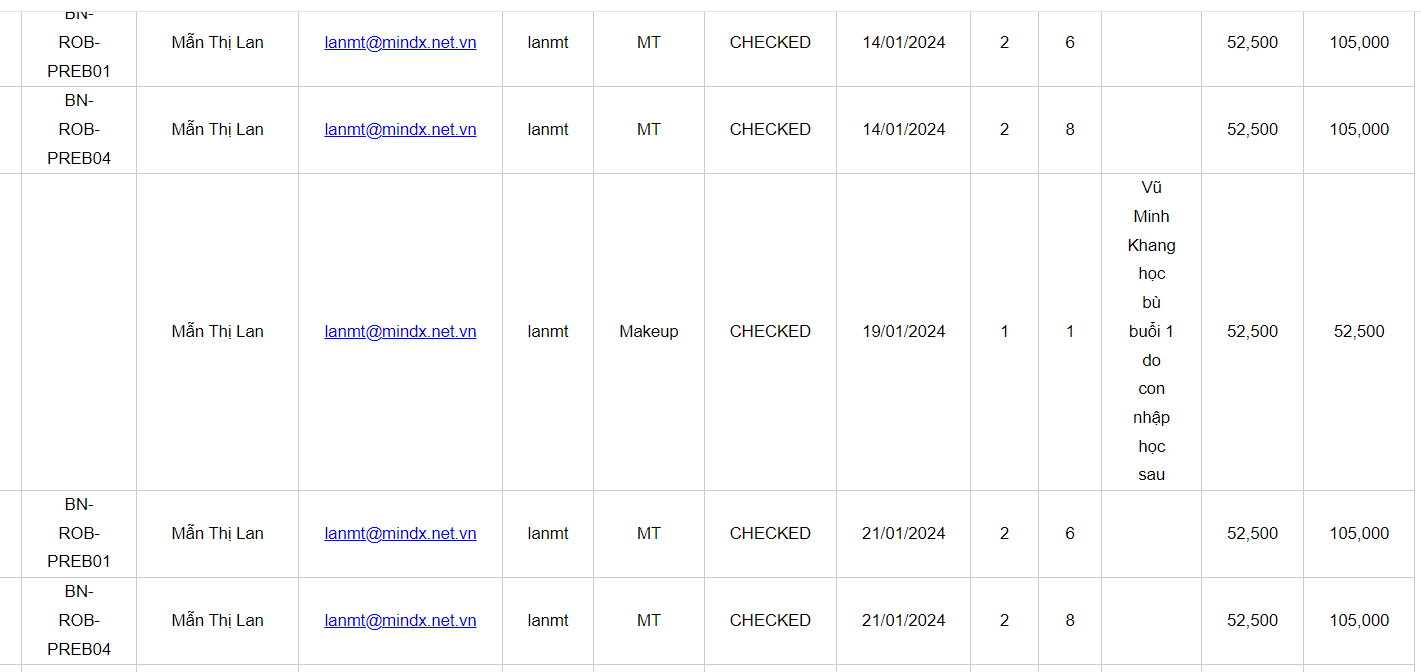 BN-
ROB-
PREB01
Mẫn Thị Lan
lanmt@mindx.net.vn
lanmt
MT
CHECKED
14/01/2024
2
6
52,500
105,000
BN-
ROB-
PREB04
Mẫn Thị Lan
lanmt@mindx.net.vn
lanmt
MT
CHECKED
14/01/2024
2
8
52,500
105,000
Mẫn Thị Lan
lanmt@mindx.net.vn
lanmt
Makeup
CHECKED
19/01/2024
1
1
Vũ
Minh
Khang
học
bù
buổi 1
do
con
nhập
học
sau
52,500
52,500
BN-
ROB-
PREB01
Mẫn Thị Lan
lanmt@mindx.net.vn
lanmt
MT
CHECKED
21/01/2024
2
6
52,500
105,000
BN-
ROB-
PREB04
Mẫn Thị Lan
lanmt@mindx.net.vn
lanmt
MT
CHECKED
21/01/2024
2
8
52,500
105,000